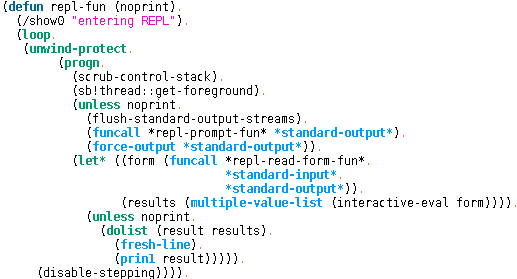 (defun repl-fun (noprint).
(/show0 "entering REPL").
(loop.
(unwind-protect.
(progn.
(scrub-control-stack).
(sb!thread::get-foreground).
(unless noprint.
(flush-standard-output-streams).
(funcall *repl-prompt-fun* *standard-output*).
(force-output *standard-output*)).
(let* ((form (funcall *repl-read-form-fun*.
*standard-input*.
*standard-output*)).
(results (multiple-value-list (interactive-eval form)))).
(unless noprint.
(dolist (result results).
(fresh-line).
(prin1 result))))).
(disable-stepping)))).